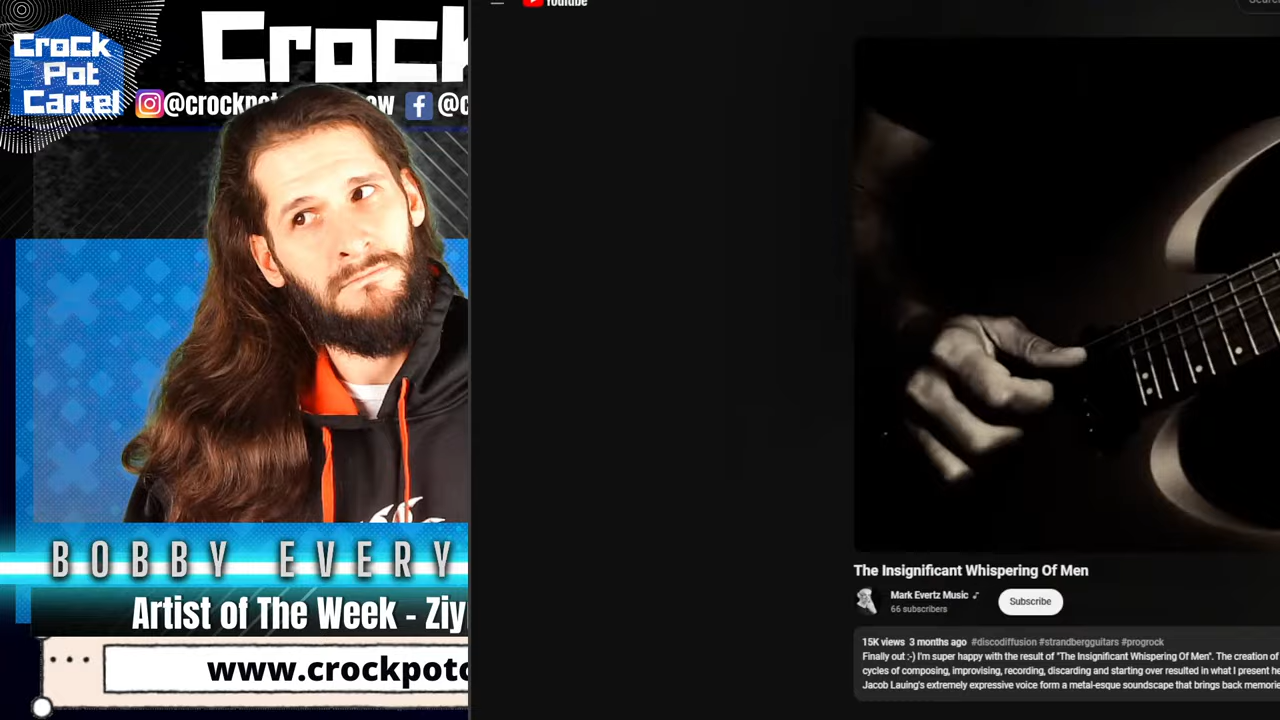 Crock
Pot
Cartel
Crock
@crockpot
ow
@c
BOBBY EVERY
Artist of The Week - Ziy
www.crockpotc
YouTube
Search
The Insignificant Whispering Of Men
Mark Evertz Music
66 subscribers
Subscribe
15K views 3 months ago #discodiffusion #strandbergguitars #progrock
Finally out :-) I'm super happy with the result of "The Insignificant Whispering Of Men". The creation of
cycles of composing, improvising, recording, discarding and starting over resulted in what I present he
Jacob Lauing's extremely expressive voice form a metal-esque soundscape that brings back memorie